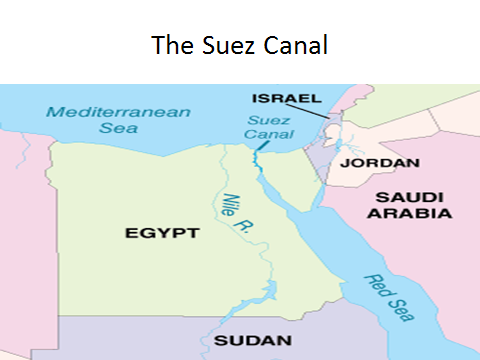 The Suez Canal
ISRAEL
Mediterranean
Sea
Suez
Canal
JORDAN
SAUDI
ARABIA
Nile R.
EGYPT
Red Sea
SUDAN